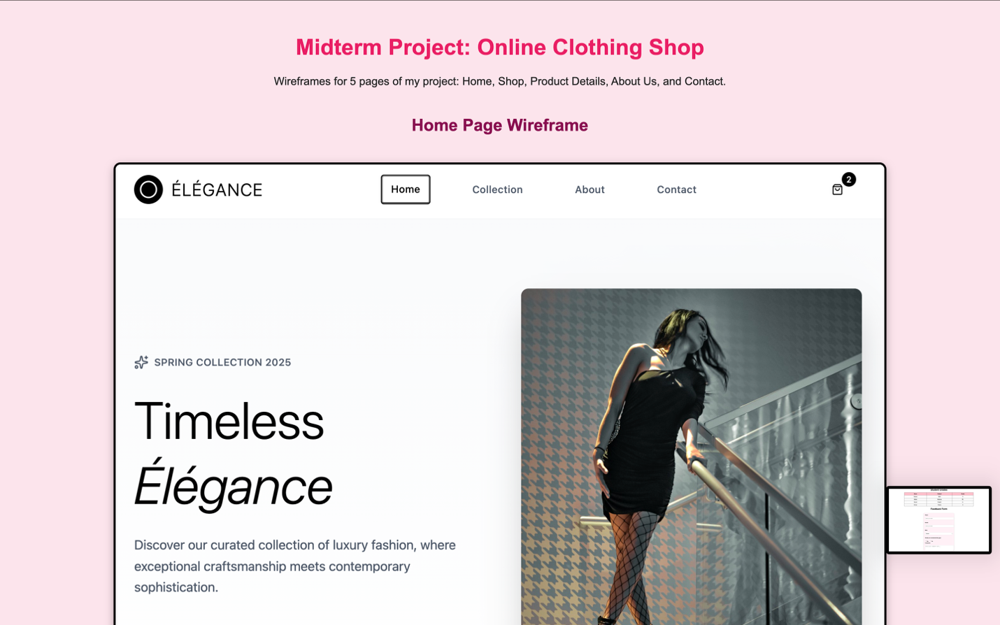 Midterm Project: Online Clothing Shop
Wireframes for 5 pages of my project: Home, Shop, Product Details, About Us, and Contact.
Home Page Wireframe
ÉLÉGANCE
Home
Collection
About
Contact
2
SPRING COLLECTION 2025
Timeless
Élégance
Discover our curated collection of luxury fashion, where
exceptional craftsmanship meets contemporary
sophistication.
Feedback Form